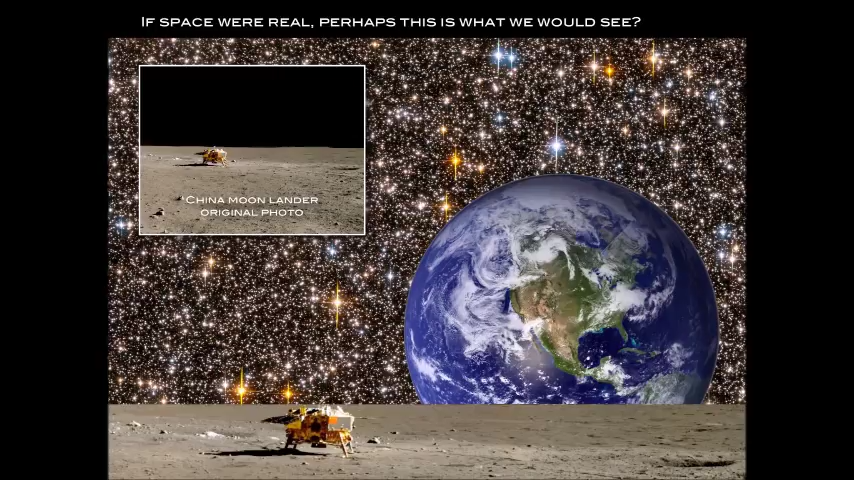 If space were real, perhaps this is what we would see?
*China moon lander
original photo